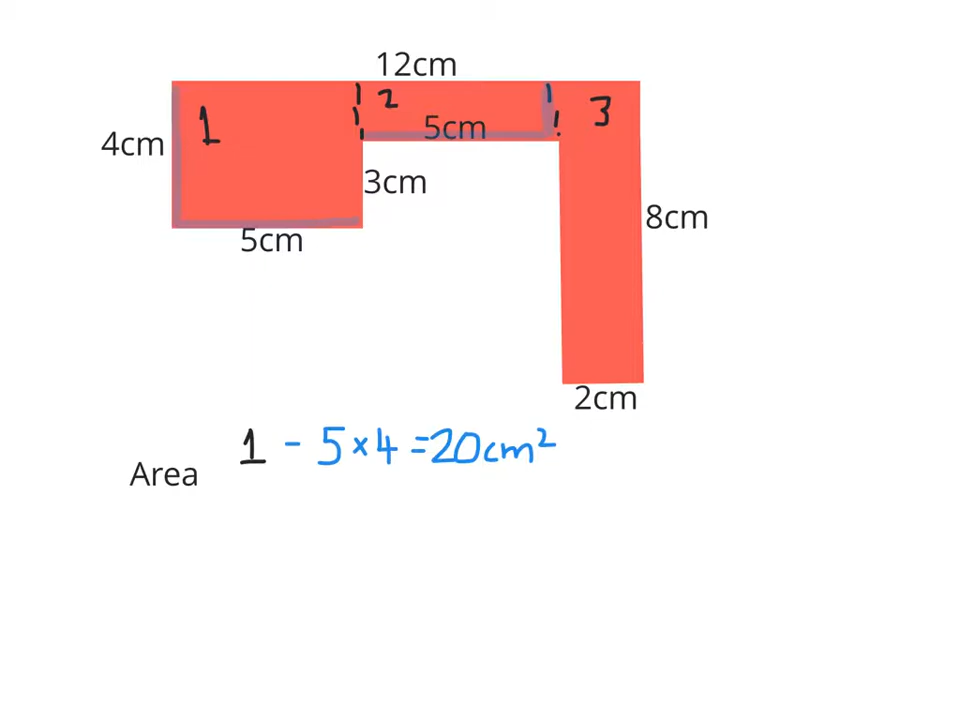 12cm
4cm
1
2
5cm
3
3cm
8cm
5cm
2cm
1 - 5×4 =20cm²
Area